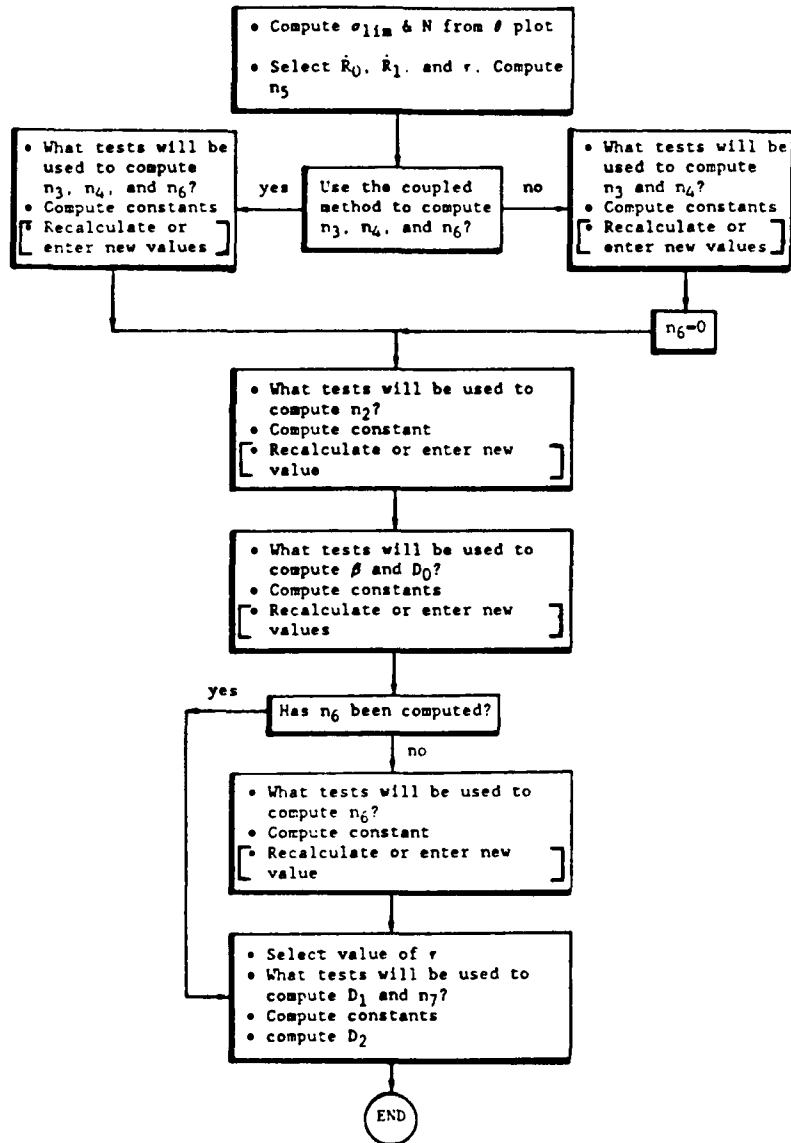 • Compute σlim & N from θ plot
• Select Ṙ0, Ṙ1. and τ. Compute
n5
• What tests will be
used to compute
n3, n4, and n6?
• Compute constants
• Recalculate or
enter new values
yes
Use the coupled
method to compute
n3, n4, and n6?
no
• What tests will be
used to compute
n3 and n4?
• Compute constants
• Recalculate or
enter new values
n6=0
• What tests will be used to
compute n2?
• Compute constant
• Recalculate or enter new
value
• What tests will be used to
compute β and D0?
• Compute constants
• Recalculate or enter new
values
yes
Has n6 been computed?
no
• What tests will be used to
compute n6?
• Compute constant
• Recalculate or enter new
value
• Select value of τ
• What tests will be used to
compute D1 and n7?
• Compute constants
• compute D2
END